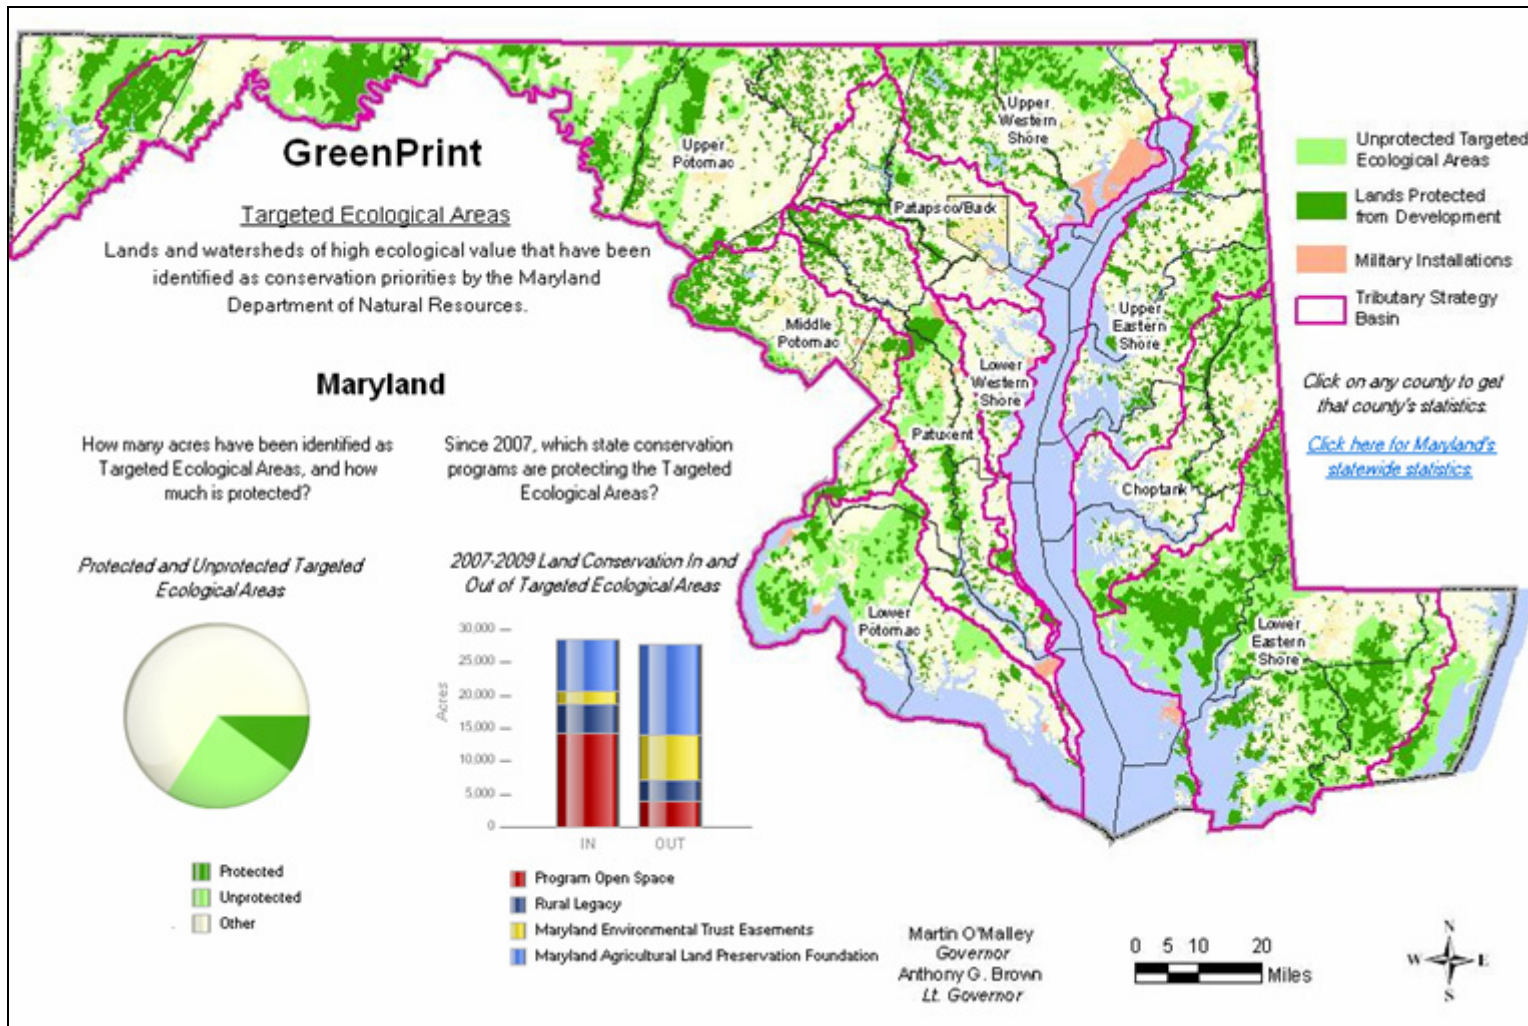 GreenPrint
Targeted Ecological Areas
Lands and watersheds of high ecological value that have been
identified as conservation priorities by the Maryland
Department of Natural Resources.
Maryland
How many acres have been identified as
Targeted Ecological Areas, and how
much is protected?
Since 2007, which state conservation
programs are protecting the Targeted
Ecological Areas?
Protected and Unprotected Targeted
Ecological Areas
Protected
Unprotected
Other
2007-2009 Land Conservation In and
Out of Targeted Ecological Areas
Acres
30,000
25,000
20,000
15,000
10,000
5,000
0
IN
OUT
Program Open Space
Rural Legacy
Maryland Environmental Trust Easements
Maryland Agricultural Land Preservation Foundation
Upper
Potomac
Upper
Western
Shore
Patapsco/Back
Middle
Potomac
Upper
Eastern
Shore
Lower
Western
Shore
Patuxent
Choptank
Lower
Potomac
Lower
Eastern
Shore
Unprotected Targeted
Ecological Areas
Lands Protected
from Development
Military Installations
Tributary Strategy
Basin
Click on any county to get
that county's statistics.
Click here for Maryland's
statewide statistics.
Martin O'Malley
Governor
Anthony G. Brown
Lt. Governor
0 5 10 20
Miles
N
W E
S